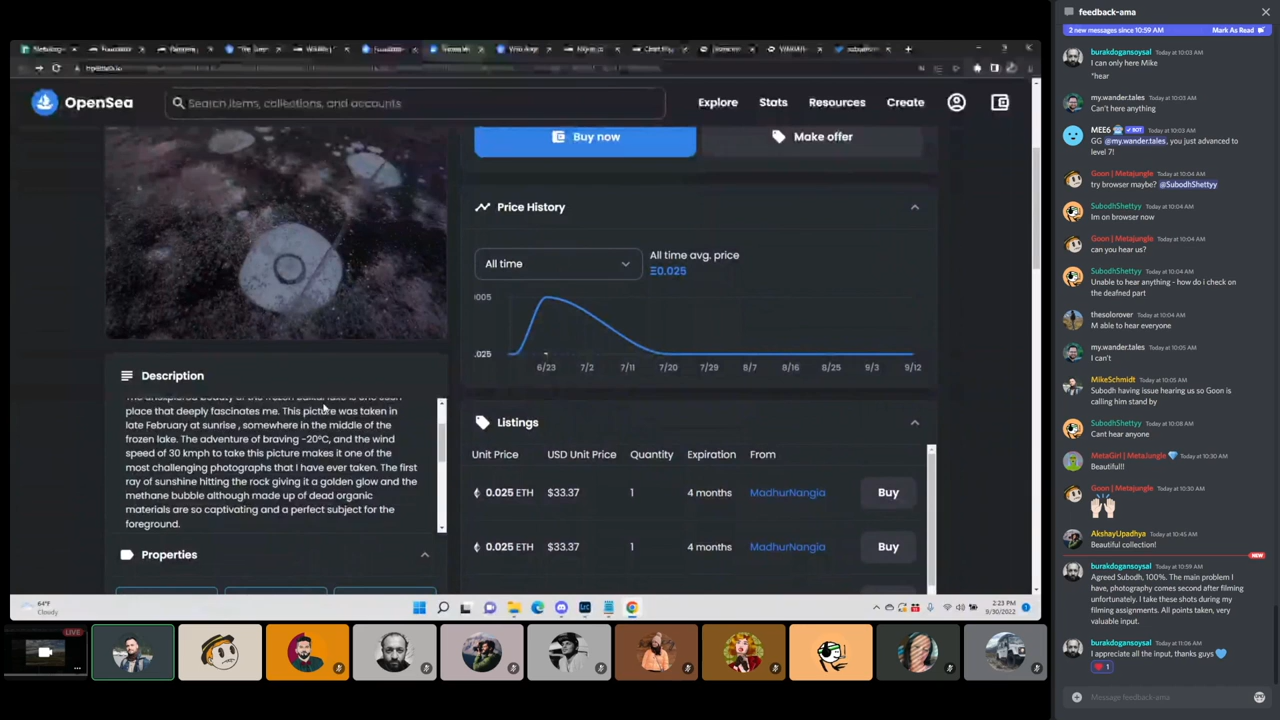 feedback-ama
2 new messages since 10:59 AM
Mark As Read
OpenSea
Search items, collections, and accounts
Explore
Stats
Resources
Create
Buy now
Make offer
Price History
All time
All time avg. price
Ξ0.025
005
.025
6/23 7/2 7/11 7/20 7/29 8/7 8/16 8/25 9/3 9/12
Description
place that deeply fascinates me. This picture was taken in
late February at sunrise , somewhere in the middle of the
frozen lake. The adventure of braving -20°C, and the wind
speed of 30 kmph to take this picture makes it one of the
most challenging photographs that I have ever taken. The first
ray of sunshine hitting the rock giving it a golden glow and the
methane bubble although made up of dead organic
materials are so captivating and a perfect subject for the
foreground.
Properties
Listings
Unit Price USD Unit Price Quantity Expiration From
0.025 ETH $33.37 1 4 months MadhurNangia Buy
0.025 ETH $33.37 1 4 months MadhurNangia Buy
64°F
Cloudy
2:23 PM
9/30/2022
LIVE
burakdogansoysal Today at 10:03 AM
I can only here Mike
*hear
my.wander.tales Today at 10:03 AM
Can't here anything
MEE6 BOT Today at 10:03 AM
GG @my.wander.tales, you just advanced to
level 7!
Goon | Metajungle Today at 10:04 AM
try browser maybe? @SubodhShettyy
SubodhShettyy Today at 10:04 AM
Im on browser now
Goon | Metajungle Today at 10:04 AM
can you hear us?
SubodhShettyy Today at 10:04 AM
Unable to hear anything - how do i check on
the deafned part
thesolorover Today at 10:04 AM
M able to hear everyone
my.wander.tales Today at 10:05 AM
I can't
MikeSchmidt Today at 10:05 AM
Subodh having issue hearing us so Goon is
calling him stand by
SubodhShettyy Today at 10:08 AM
Cant hear anyone
MetaGirl | MetaJungle Today at 10:30 AM
Beautiful!!
Goon | Metajungle Today at 10:30 AM
AkshayUpadhya Today at 10:45 AM
Beautiful collection!
NEW
burakdogansoysal Today at 10:59 AM
Agreed Subodh, 100%. The main problem I
have, photography comes second after filming
unfortunately. I take these shots during my
filming assignments. All points taken, very
valuable input.
burakdogansoysal Today at 11:06 AM
I appreciate all the input, thanks guys
1
Message feedback-ama